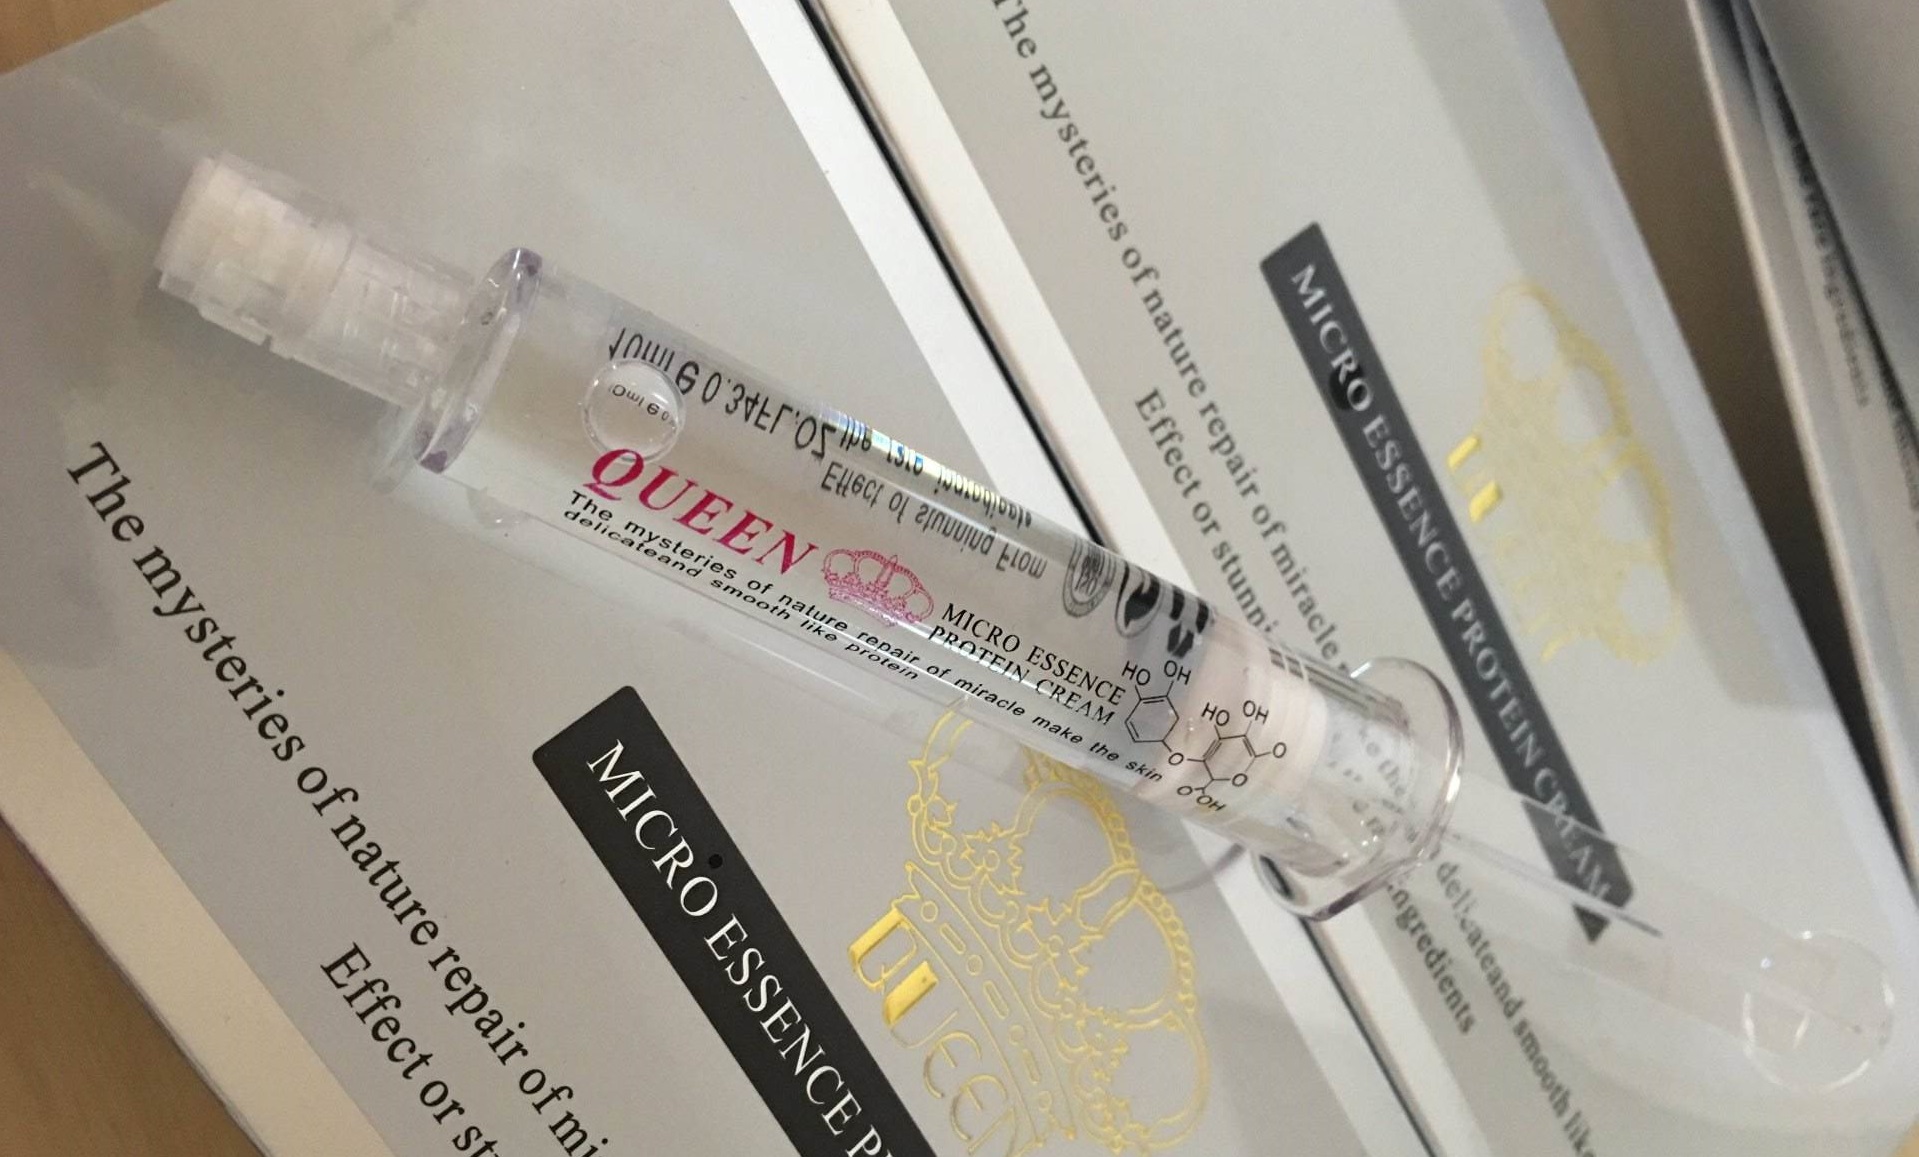 The mysteries of nature repair of miracle
MICRO ESSENCE PROTEIN CREAM
Effect or stunni
delicateand smooth like
ingredients
10ml e 0.34FL.OZ
Effect of stunning From
the Isre ingredients
QUEEN
MICRO ESSENCE
PROTEIN CREAM
The mysteries of nature repair of miracle make the skin
delicateand smooth like protein
HO OH
HO OH
O
O
O
O OH
The mysteries of nature repair of mi
Effect or st
MICRO ESSENCE P
QUEEN